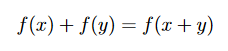 f(x) + f(y) = f(x + y)